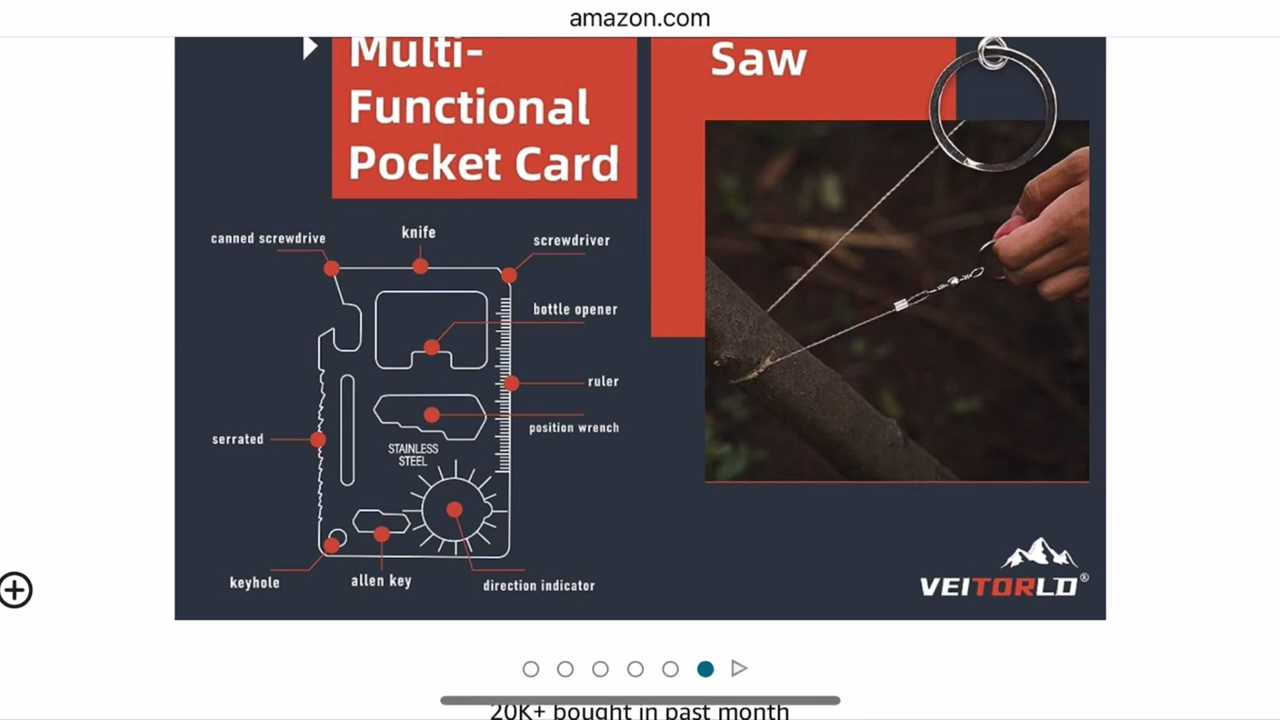 amazon.com
Multi-
Functional
Pocket Card
Saw
canned screwdrive
knife
screwdriver
bottle opener
ruler
position wrench
serrated
STAINLESS
STEEL
keyhole
allen key
direction indicator
VEITORLD®
20K+ bought in past month